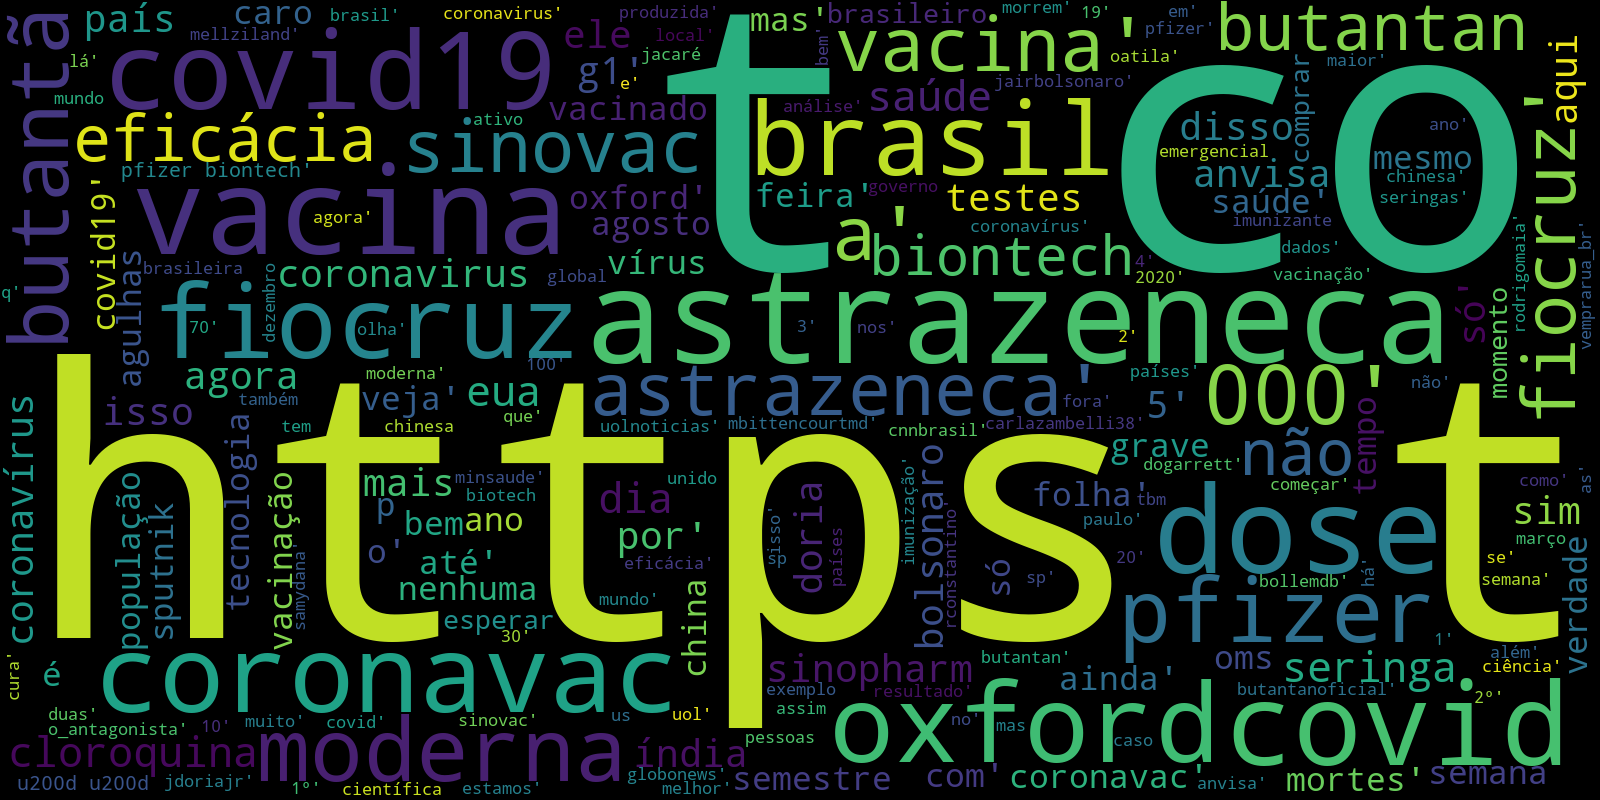 butantã
país
caro
brasil'
coronavirus'
produzida'
morrem'
19'
em'
mellziland'
covid19
ele
local'
mas'
brasileiro
pfizer'
butantan
lá'
g1'
jacaré
t co
bem'
vacina'
oatila'
maior'
aqui
mundo
e'
análise'
saúde
jairbolsonaro'
comprar
eficácia
ativo
vacinado
brasil
disso
ano'
sinovac
emergencial
mesmo
pfizer biontech'
oxford'
feira'
governo
testes
anvisa
chinesa'
fiocruz'
covid19'
vacina
agora'
agosto
a'
coronavírus'
saúde'
seringas'
imunizante
agulhas
brasileira
coronavirus
global
vírus
biontech
4'
2020'
dados'
vacinação'
rodrigomaia'
vemprarua_br'
q'
fiocruz
70'
dezembro
olha'
astrazeneca
3'
nos'
2'
só'
momento
agora
moderna'
100'
países'
não'
também
veja'
eua
astrazeneca'
fora'
5'
000'
isso
tem
chinesa
que'
uolnoticias'
mbittencourtmd'
cnnbrasil'
carlazambelli38'
tempo
coronavírus
https t
tecnologia
grave
não
dogarrett'
população
sputnik
vacinação
samydana'
mais
minsaude'
biotech
unido
dia
doria
países
imunização'
bolsonaro
rconstantino'
folha'
tbm
começar'
como'
as'
p
bem
ano
por'
sisso'
sp
paulo'
dose
sim
março
o'
até'
eficácia'
só
sp'
20'
bollemdb'
há'
se'
semana'
verdade
nenhuma
mundo'
china
esperar
30'
pfizer
1'
cura'
é
coronavac
sinopharm
butantan'
oms
além'
ciência'
seringa
exemplo
resultado'
ainda'
butantanoficial'
2º'
duas'
o_antagonista'
10'
muito'
covid'
sinovac'
us
uol'
assim
no'
mas
oxfordcovid
caso
pessoas
cloroquina
moderna
índia
u200d u200d
jdoriajr'
1º'
científica
estamos'
globonews'
melhor'
semestre
com'
coronavac'
anvisa'
mortes'
semana